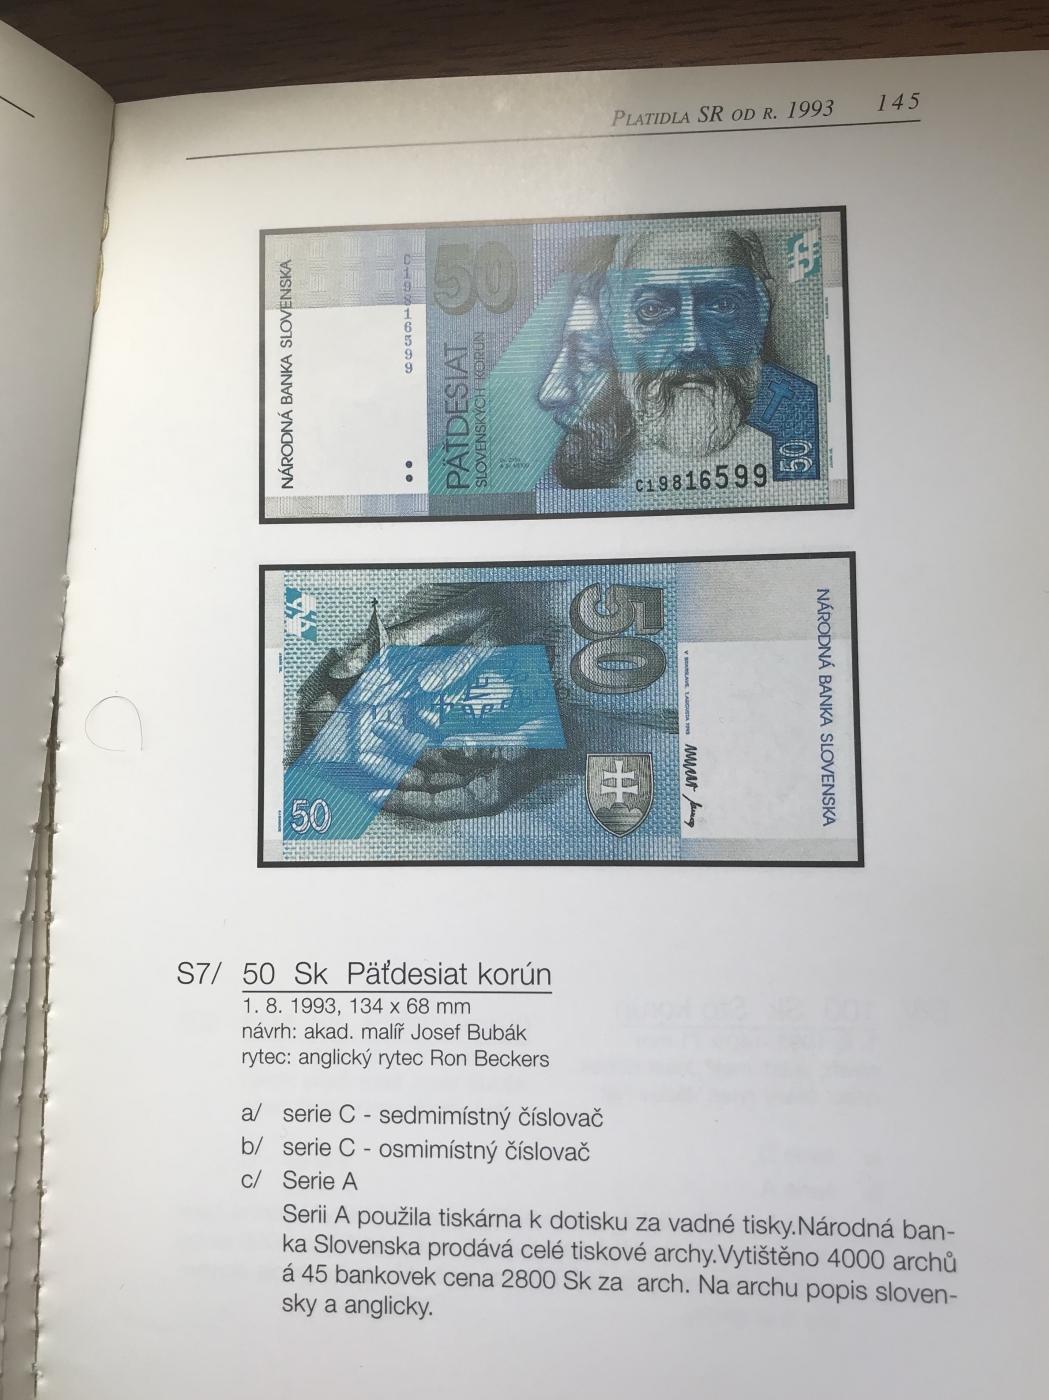 PLATIDLA SR OD R. 1993 145
NÁRODNÁ BANKA SLOVENSKA
C19816599
50
PÄŤDESIAT
SLOVENSKÝCH KORÚN
C19816599
50
50
50
NÁRODNÁ BANKA SLOVENSKA
S7/ 50 Sk Päťdesiat korún
1. 8. 1993, 134 x 68 mm
návrh: akad. malíř Josef Bubák
rytec: anglický rytec Ron Beckers
a/ serie C - sedmimístný číslovač
b/ serie C - osmimístný číslovač
c/ Serie A
Serii A použila tiskárna k dotisku za vadné tisky.Národná ban-
ka Slovenska prodává celé tiskové archy.Vytištěno 4000 archů
á 45 bankovek cena 2800 Sk za arch. Na archu popis sloven-
sky a anglicky.